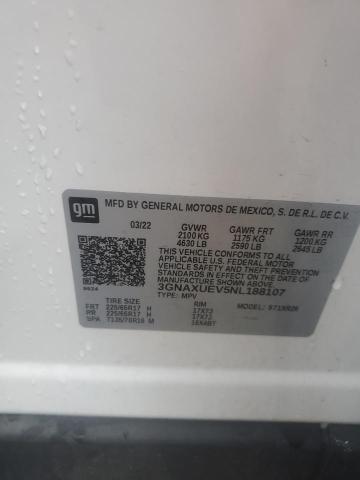 gm
MFD BY GENERAL MOTORS DE MEXICO, S. DE R.L. DE C.V.
03/22 GVWR GAWR FRT GAWR RR
2100 KG 1175 KG 1200 KG
4630 LB 2590 LB 2645 LB
THIS VEHICLE CONFORMS TO ALL
APPLICABLE U.S. FEDERAL MOTOR VEHICLE SAFETY
STANDARDS IN EFFECT ON THE DATE OF
MANUFACTURE SHOWN ABOVE.
3GNAXUEV5NL188107
TYPE: MPV
TIRE SIZE RIM
FRT 225/65R17 H 17X7J
RR 225/65R17 H 17X7J
SPA T135/70R16 M 16X4BT